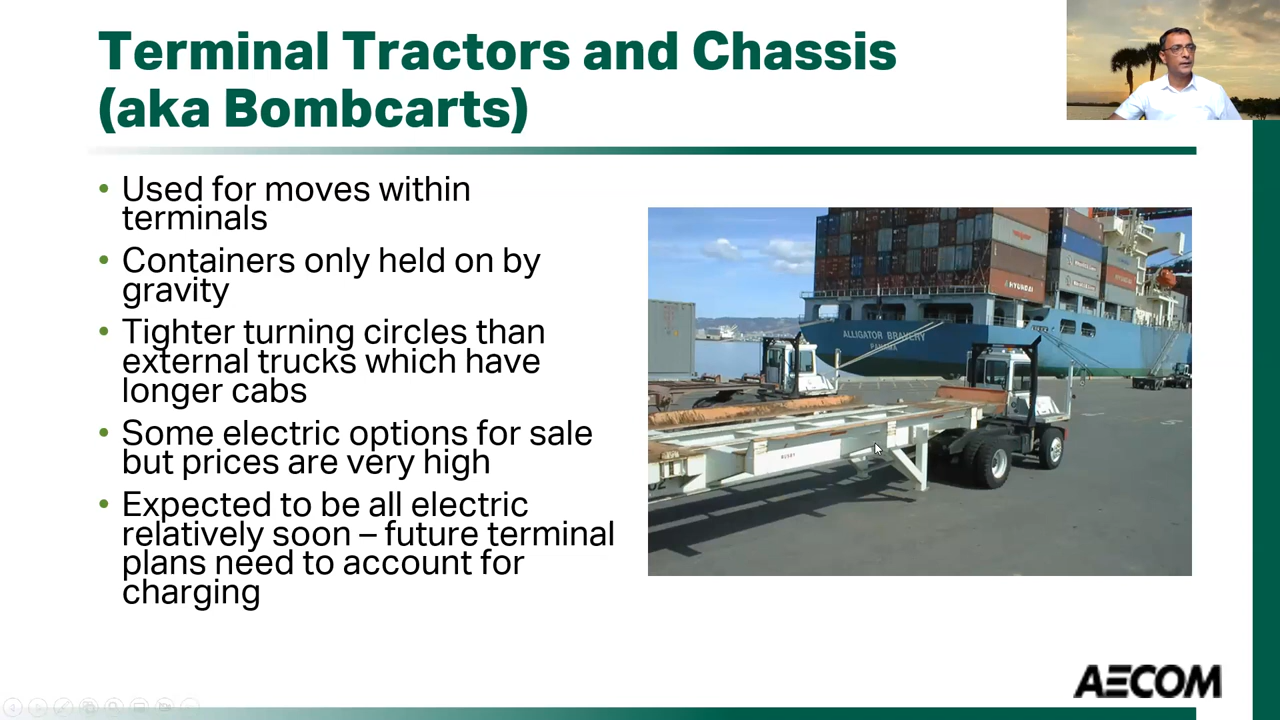 Terminal Tractors and Chassis
(aka Bombcarts)
• Used for moves within
terminals
• Containers only held on by
gravity
• Tighter turning circles than
external trucks which have
longer cabs
• Some electric options for sale
but prices are very high
• Expected to be all electric
relatively soon – future terminal
plans need to account for
charging
HYUNDAI
ALLIGATOR BRAVERY
PANAMA
AECOM